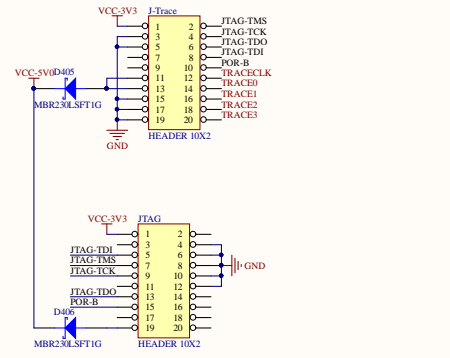 VCC-3V3
J-Trace
1 2 JTAG-TMS
3 4 JTAG-TCK
5 6 JTAG-TDO
7 8 JTAG-TDI
9 10 POR-B
11 12 TRACECLK
13 14 TRACE0
15 16 TRACE1
17 18 TRACE2
19 20 TRACE3
HEADER 10X2
VCC-5V0
D405
MBR230LSFT1G
GND
VCC-3V3
JTAG
1 2
3 4
JTAG-TDI 5 6
JTAG-TMS 7 8
JTAG-TCK 9 10
11 12
JTAG-TDO 13 14
POR-B 15 16
17 18
19 20
HEADER 10X2
GND
D406
MBR230LSFT1G